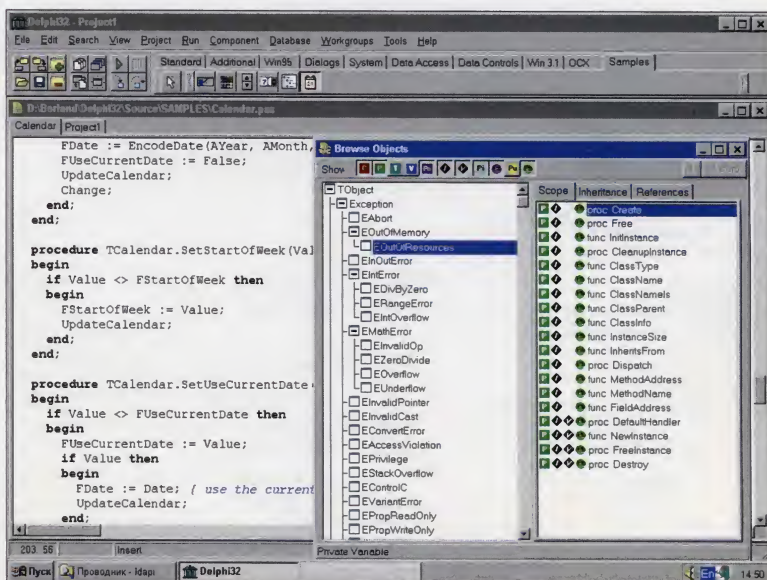 Delphi32 - Project1
File Edit Search View Project Run Component Database Workgroups Tools Help
Standard Additional Win95 Dialogs System Data Access Data Controls Win 3.1 OCX Samples
D:\Borland\Delphi32\Source\SAMPLES\Calendar.pas
Calendar Project1
FDate := EncodeDate(AYear, AMonth,
FUseCurrentDate := False;
UpdateCalendar;
Change;
end;
end;
procedure TCalendar.SetStartOfWeek(Val
begin
if Value <> FStartOfWeek then
begin
FStartOfWeek := Value;
UpdateCalendar;
end;
end;
procedure TCalendar.SetUseCurrentDate
begin
if Value <> FUseCurrentDate then
begin
FUseCurrentDate := Value;
if Value then
begin
FDate := Date; { use the current
UpdateCalendar;
end;
203: 56 Insert
Browse Objects
Show
TObject
Exception
EAbort
EOutOfMemory
EOutOfResources
EInOutError
EIntError
EDivByZero
ERangeError
EIntOverflow
EMathError
EInvalidOp
EZeroDivide
EOverflow
EUnderflow
EInvalidPointer
EInvalidCast
EConvertError
EAccessViolation
EPrivilege
EStackOverflow
EControlC
EVariantError
EPropReadOnly
EPropWriteOnly
Scope Inheritance References
proc Create
proc Free
func InitInstance
proc CleanupInstance
func ClassType
func ClassName
func ClassNameIs
func ClassParent
func ClassInfo
func InstanceSize
func InheritsFrom
proc Dispatch
func MethodAddress
func MethodName
func FieldAddress
proc DefaultHandler
func NewInstance
proc FreeInstance
proc Destroy
Private Variable
Пуск Проводник - Idapi Delphi32 En 14:50